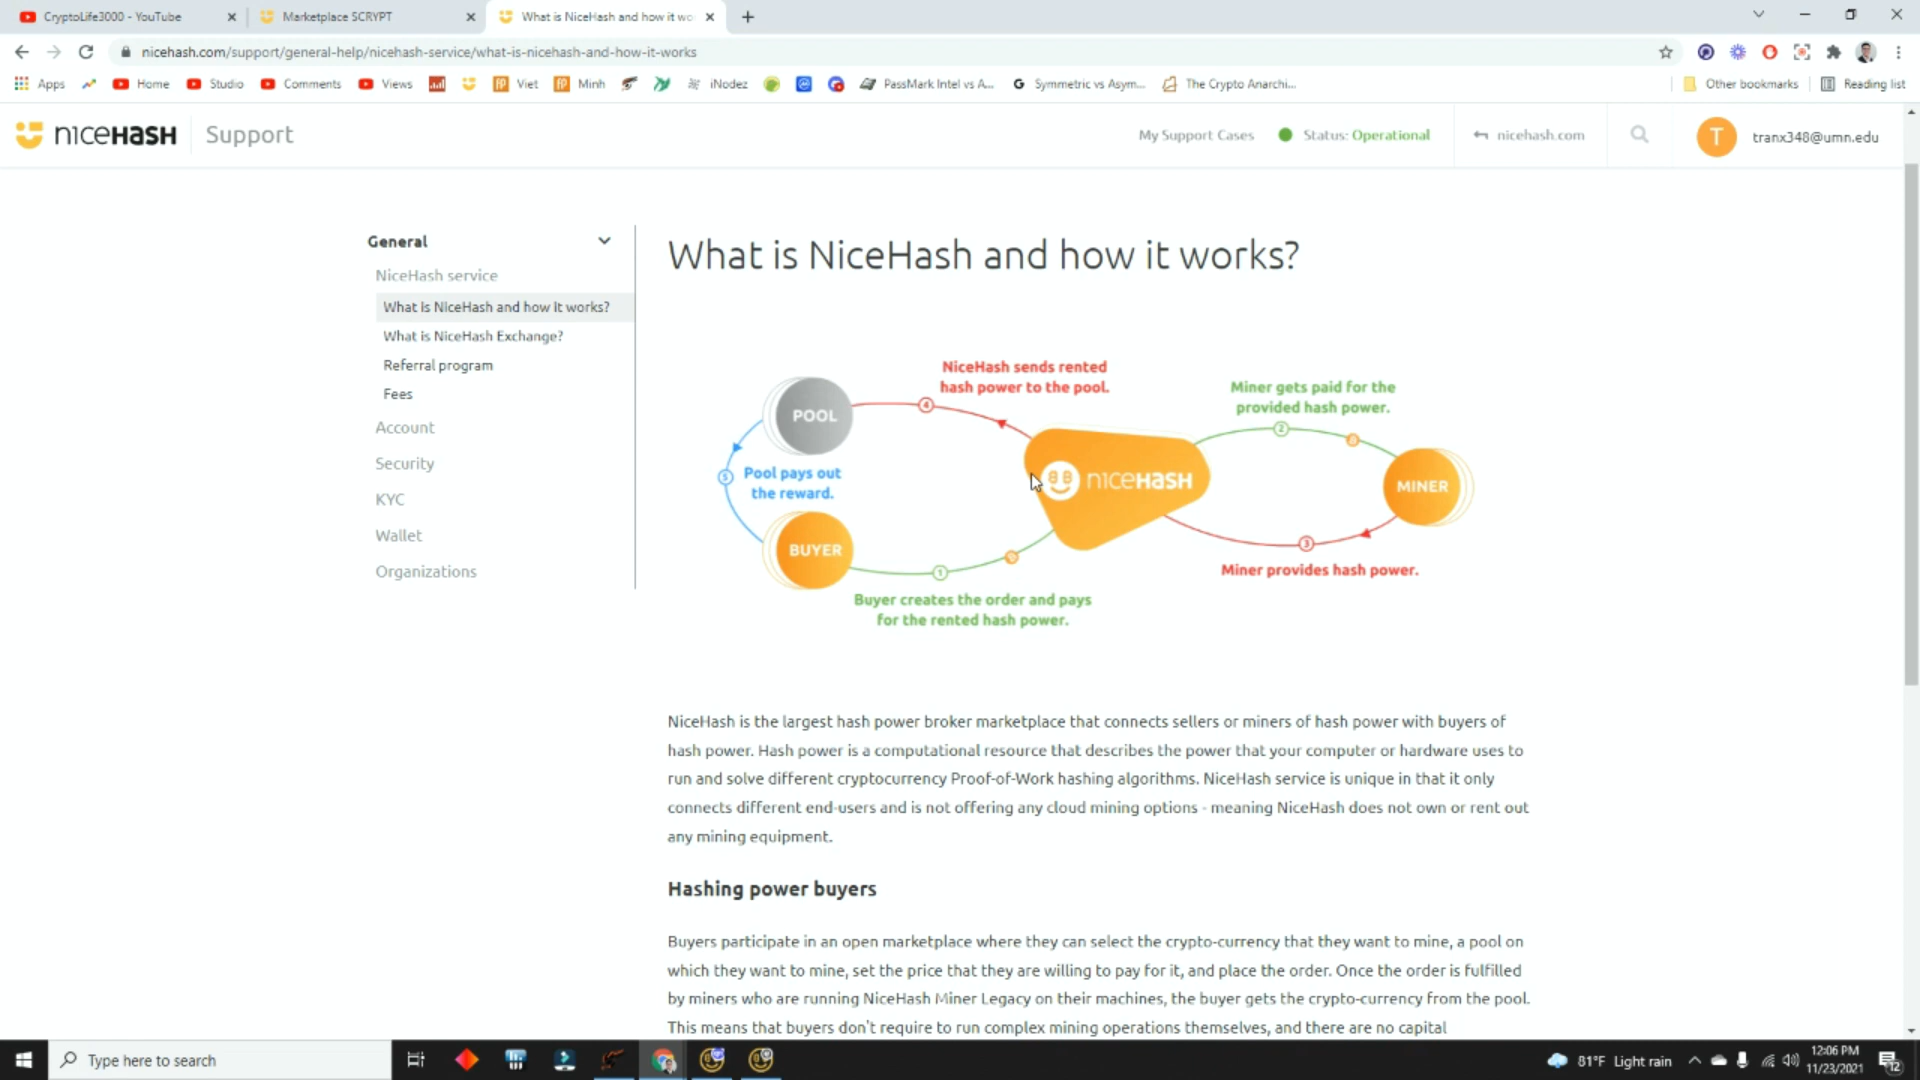 CryptoLife3000 - YouTube
Marketplace SCRYPT
What is NiceHash and how it wo
nicehash.com/support/general-help/nicehash-service/what-is-nicehash-and-how-it-works
Apps
Home
Studio
Comments
Views
Viet
Minh
iNodez
PassMark Intel vs A...
Symmetric vs Asym...
The Crypto Anarchi...
Other bookmarks
Reading list
nıceHasH
Support
My Support Cases
Status: Operational
nicehash.com
T
tranx348@umn.edu
General
NiceHash service
What is NiceHash and how it works?
What is NiceHash Exchange?
Referral program
Fees
Account
Security
KYC
Wallet
Organizations
What is NiceHash and how it works?
NiceHash sends rented
hash power to the pool.
Miner gets paid for the
provided hash power.
POOL
4
2
Pool pays out
the reward.
5
nıceHasH
MINER
BUYER
3
Miner provides hash power.
1
Buyer creates the order and pays
for the rented hash power.
NiceHash is the largest hash power broker marketplace that connects sellers or miners of hash power with buyers of
hash power. Hash power is a computational resource that describes the power that your computer or hardware uses to
run and solve different cryptocurrency Proof-of-Work hashing algorithms. NiceHash service is unique in that it only
connects different end-users and is not offering any cloud mining options - meaning NiceHash does not own or rent out
any mining equipment.
Hashing power buyers
Buyers participate in an open marketplace where they can select the crypto-currency that they want to mine, a pool on
which they want to mine, set the price that they are willing to pay for it, and place the order. Once the order is fulfilled
by miners who are running NiceHash Miner Legacy on their machines, the buyer gets the crypto-currency from the pool.
This means that buyers don't require to run complex mining operations themselves, and there are no capital
Type here to search
81°F Light rain
12:06 PM
11/23/2021
12